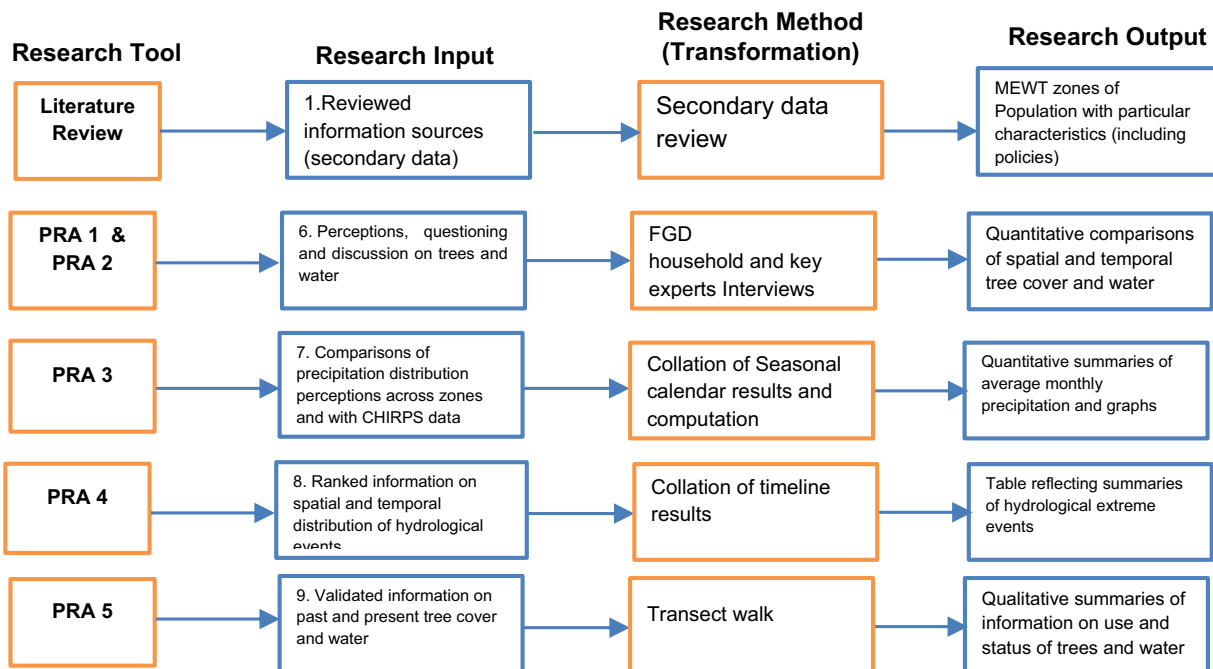 Research Tool
Research Input
Research Method
(Transformation)
Research Output
Literature
Review
1.Reviewed
information sources
(secondary data)
Secondary data
review
MEWT zones of
Population with particular
characteristics (including
policies)
PRA 1 &
PRA 2
6. Perceptions, questioning
and discussion on trees and
water
FGD
household and key
experts Interviews
Quantitative comparisons
of spatial and temporal
tree cover and water
PRA 3
7. Comparisons of
precipitation distribution
perceptions across zones
and with CHIRPS data
Collation of Seasonal
calendar results and
computation
Quantitative summaries of
average monthly
precipitation and graphs
PRA 4
8. Ranked information on
spatial and temporal
distribution of hydrological
events
Collation of timeline
results
Table reflecting summaries
of hydrological extreme
events
PRA 5
9. Validated information on
past and present tree cover
and water
Transect walk
Qualitative summaries of
information on use and
status of trees and water